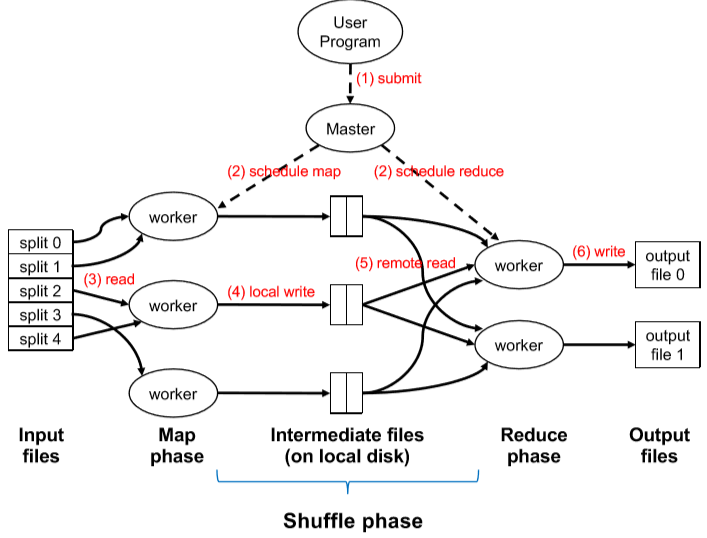 User
Program
(1) submit
Master
(2) schedule map
(2) schedule reduce
worker
split 0
split 1
split 2
split 3
split 4
(3) read
worker
(4) local write
(5) remote read
worker
(6) write
output
file 0
worker
output
file 1
worker
Input
files
Map
phase
Intermediate files
(on local disk)
Reduce
phase
Output
files
Shuffle phase